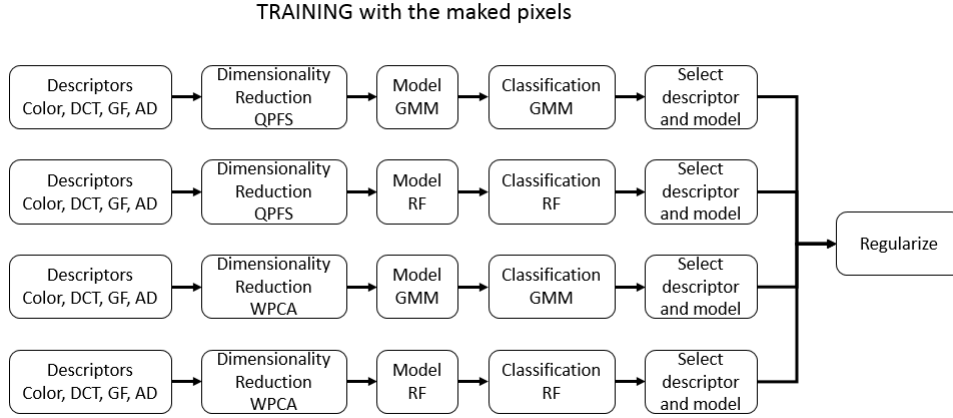 TRAINING with the maked pixels
Descriptors
Color, DCT, GF, AD
Dimensionality
Reduction
QPFS
Model
GMM
Classification
GMM
Select
descriptor
and model
Descriptors
Color, DCT, GF, AD
Dimensionality
Reduction
QPFS
Model
RF
Classification
RF
Select
descriptor
and model
Regularize
Descriptors
Color, DCT, GF, AD
Dimensionality
Reduction
WPCA
Model
GMM
Classification
GMM
Select
descriptor
and model
Descriptors
Color, DCT, GF, AD
Dimensionality
Reduction
WPCA
Model
RF
Classification
RF
Select
descriptor
and model